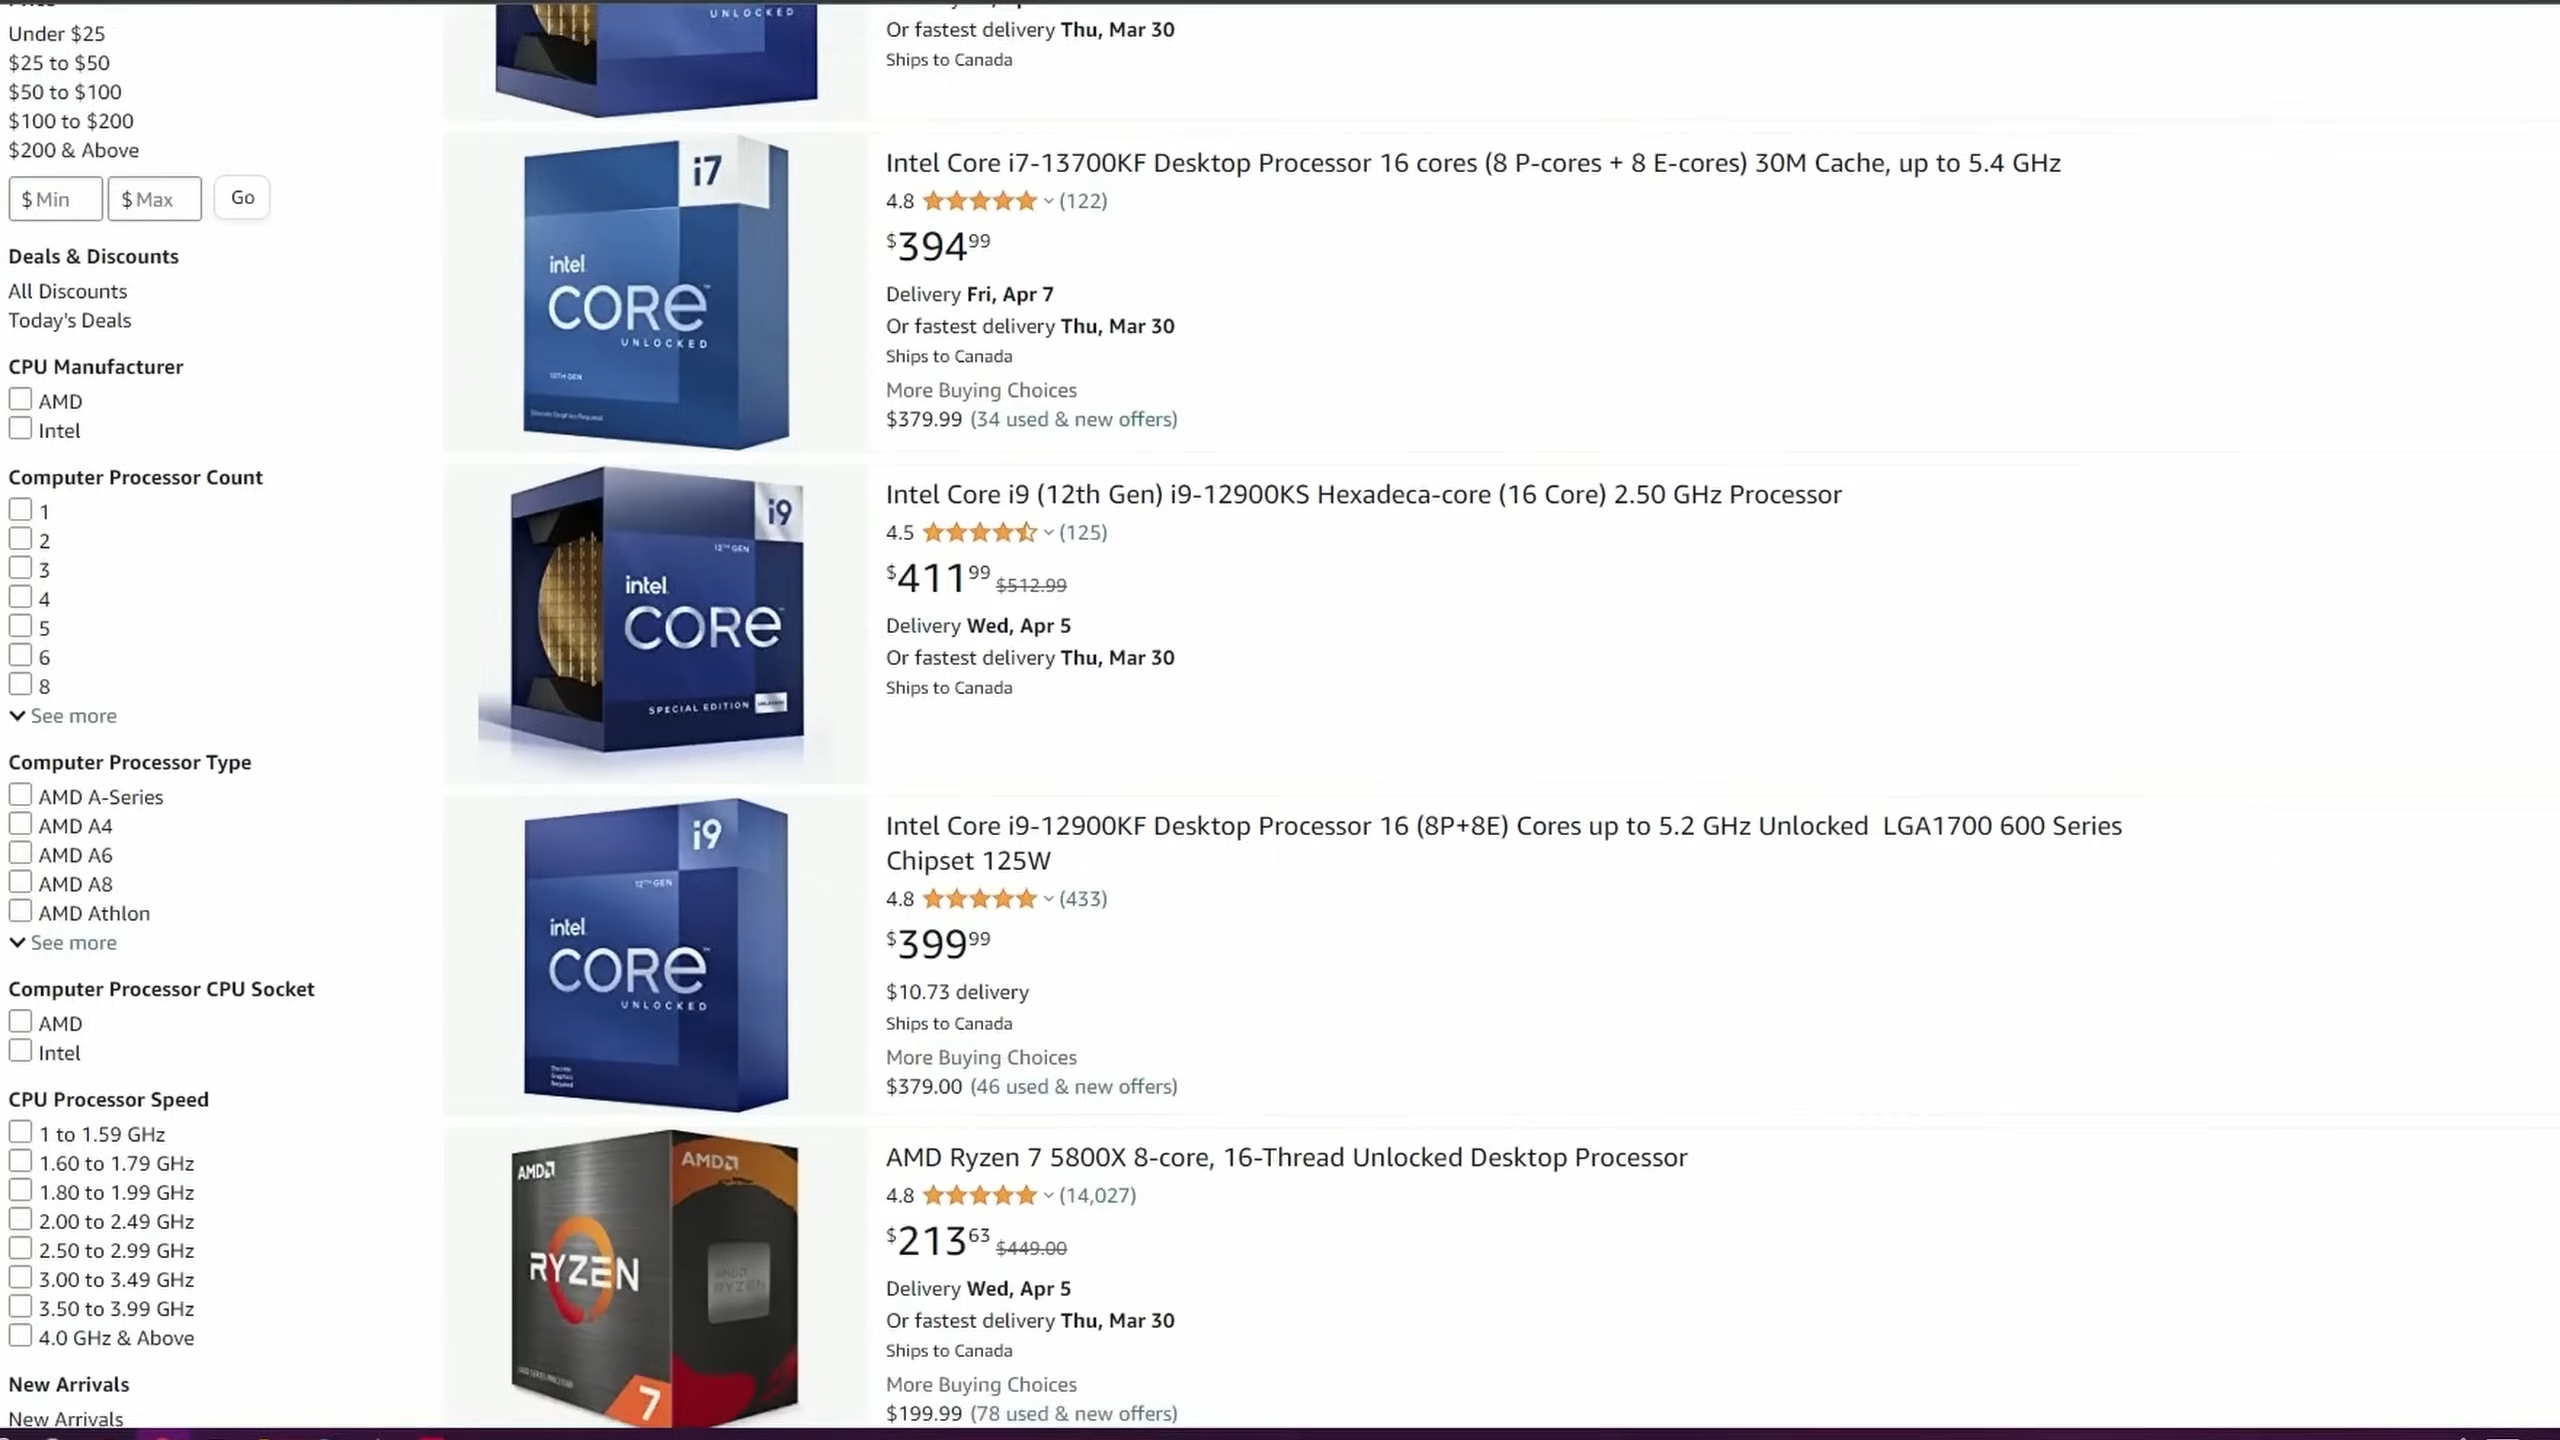 Under $25
$25 to $50
$50 to $100
$100 to $200
$200 & Above
$ Min $ Max Go
Deals & Discounts
All Discounts
Today's Deals
CPU Manufacturer
AMD
Intel
Computer Processor Count
1
2
3
4
5
6
8
See more
Computer Processor Type
AMD A-Series
AMD A4
AMD A6
AMD A8
AMD Athlon
See more
Computer Processor CPU Socket
AMD
Intel
CPU Processor Speed
1 to 1.59 GHz
1.60 to 1.79 GHz
1.80 to 1.99 GHz
2.00 to 2.49 GHz
2.50 to 2.99 GHz
3.00 to 3.49 GHz
3.50 to 3.99 GHz
4.0 GHz & Above
New Arrivals
New Arrivals
UNLOCKED
Or fastest delivery Thu, Mar 30
Ships to Canada
i7
intel
CORE
UNLOCKED
13TH GEN
Discrete Graphics Required
Intel Core i7-13700KF Desktop Processor 16 cores (8 P-cores + 8 E-cores) 30M Cache, up to 5.4 GHz
4.8 (122)
$394.99
Delivery Fri, Apr 7
Or fastest delivery Thu, Mar 30
Ships to Canada
More Buying Choices
$379.99 (34 used & new offers)
i9
12TH GEN
intel
CORE
SPECIAL EDITION
Intel Core i9 (12th Gen) i9-12900KS Hexadeca-core (16 Core) 2.50 GHz Processor
4.5 (125)
$411.99 $512.99
Delivery Wed, Apr 5
Or fastest delivery Thu, Mar 30
Ships to Canada
i9
12TH GEN
intel
CORE
UNLOCKED
Discrete
Graphics
Required
Intel Core i9-12900KF Desktop Processor 16 (8P+8E) Cores up to 5.2 GHz Unlocked LGA1700 600 Series
Chipset 125W
4.8 (433)
$399.99
$10.73 delivery
Ships to Canada
More Buying Choices
$379.00 (46 used & new offers)
AMD
AMD
RYZEN
7
AMD Ryzen 7 5800X 8-core, 16-Thread Unlocked Desktop Processor
4.8 (14,027)
$213.63 $449.00
Delivery Wed, Apr 5
Or fastest delivery Thu, Mar 30
Ships to Canada
More Buying Choices
$199.99 (78 used & new offers)